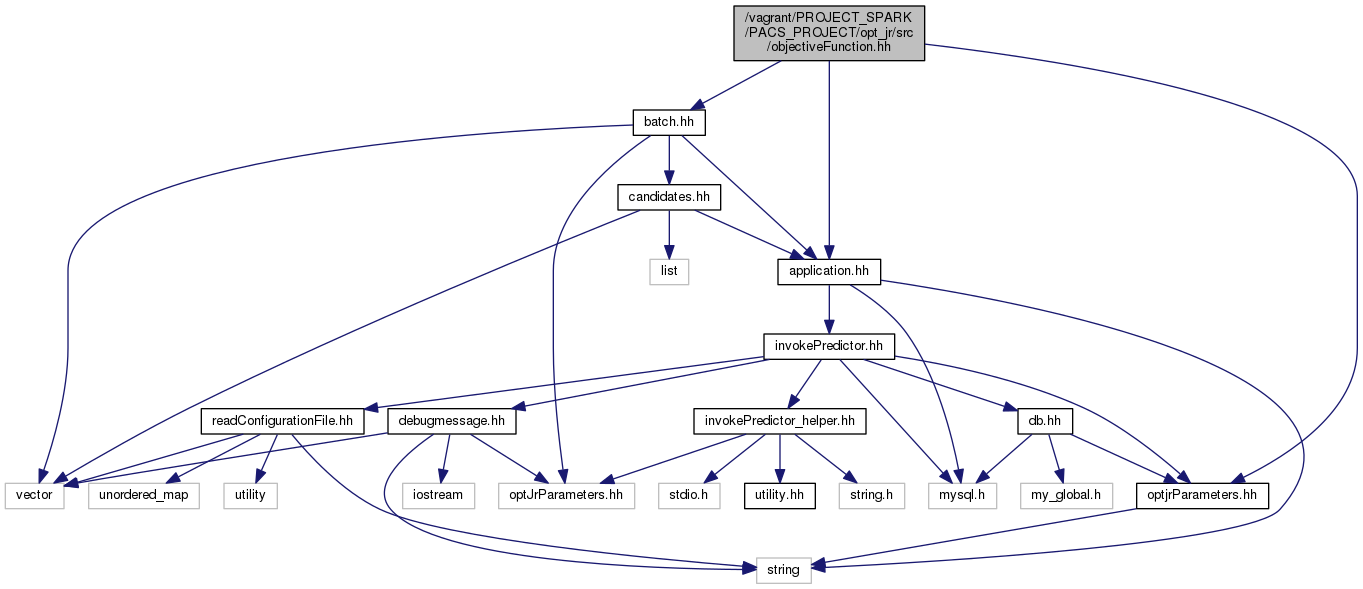 /vagrant/PROJECT_SPARK
/PACS_PROJECT/opt_jr/src
/objectiveFunction.hh
batch.hh
candidates.hh
list
application.hh
invokePredictor.hh
readConfigurationFile.hh
debugmessage.hh
invokePredictor_helper.hh
db.hh
vector
unordered_map
utility
iostream
optJrParameters.hh
stdio.h
utility.hh
string.h
mysql.h
my_global.h
optjrParameters.hh
string